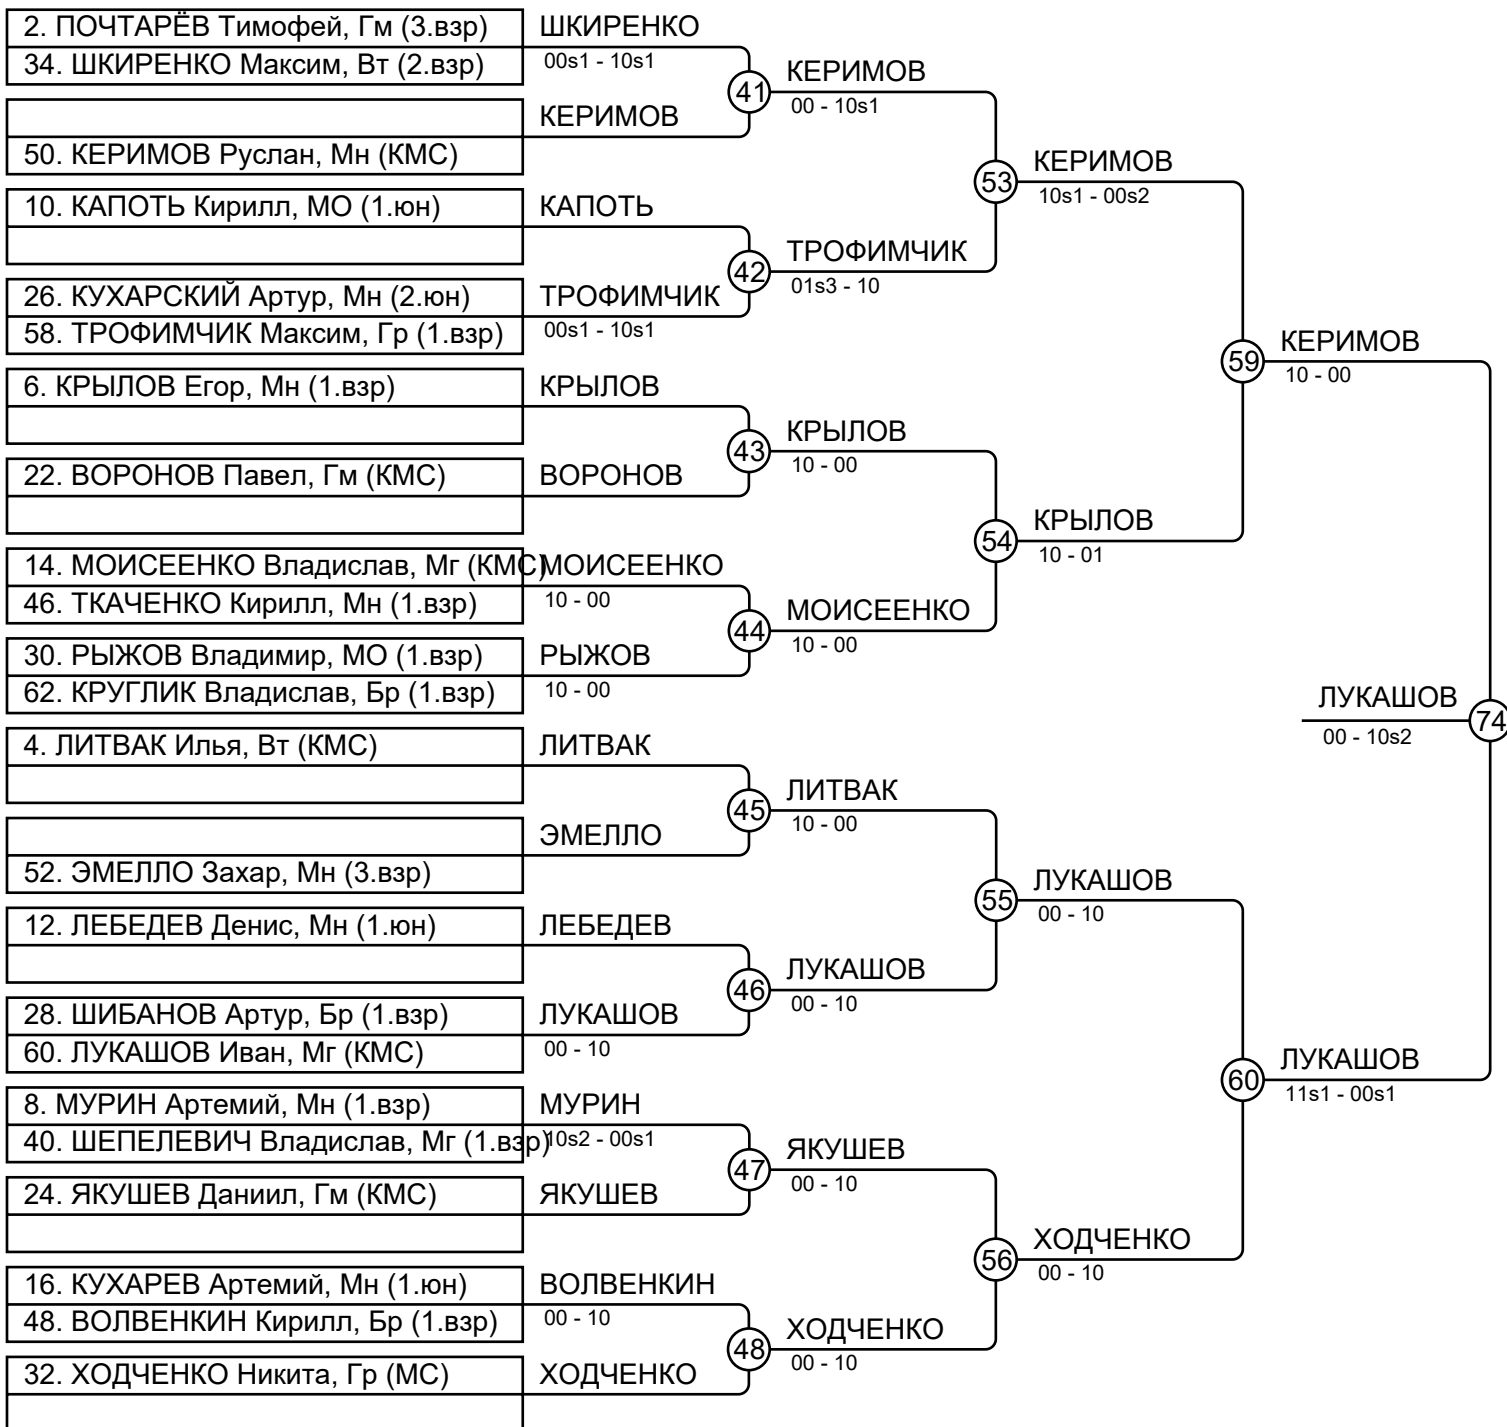 2. ПОЧТАРЁВ Тимофей, Гм (3.взр)
34. ШКИРЕНКО Максим, Вт (2.взр)
50. КЕРИМОВ Руслан, Мн (КМС)
10. КАПОТЬ Кирилл, МО (1.юн)
26. КУХАРСКИЙ Артур, Мн (2.юн)
58. ТРОФИМЧИК Максим, Гр (1.взр)
6. КРЫЛОВ Егор, Мн (1.взр)
22. ВОРОНОВ Павел, Гм (КМС)
14. МОИСЕЕНКО Владислав, Мг (КМС)
46. ТКАЧЕНКО Кирилл, Мн (1.взр)
30. РЫЖОВ Владимир, МО (1.взр)
62. КРУГЛИК Владислав, Бр (1.взр)
4. ЛИТВАК Илья, Вт (КМС)
52. ЭМЕЛЛО Захар, Мн (3.взр)
12. ЛЕБЕДЕВ Денис, Мн (1.юн)
28. ШИБАНОВ Артур, Бр (1.взр)
60. ЛУКАШОВ Иван, Мг (КМС)
8. МУРИН Артемий, Мн (1.взр)
40. ШЕПЕЛЕВИЧ Владислав, Мг (1.взр)
24. ЯКУШЕВ Даниил, Гм (КМС)
16. КУХАРЕВ Артемий, Мн (1.юн)
48. ВОЛВЕНКИН Кирилл, Бр (1.взр)
32. ХОДЧЕНКО Никита, Гр (МС)
ШКИРЕНКО
00s1 - 10s1
КЕРИМОВ
КАПОТЬ
ТРОФИМЧИК
00s1 - 10s1
КРЫЛОВ
ВОРОНОВ
МОИСЕЕНКО
10 - 00
РЫЖОВ
10 - 00
ЛИТВАК
ЭМЕЛЛО
ЛЕБЕДЕВ
ЛУКАШОВ
00 - 10
МУРИН
10s2 - 00s1
ЯКУШЕВ
ВОЛВЕНКИН
00 - 10
ХОДЧЕНКО
41
42
43
44
45
46
47
48
КЕРИМОВ
00 - 10s1
ТРОФИМЧИК
01s3 - 10
КРЫЛОВ
10 - 00
МОИСЕЕНКО
10 - 00
ЛИТВАК
10 - 00
ЛУКАШОВ
00 - 10
ЯКУШЕВ
00 - 10
ХОДЧЕНКО
00 - 10
53
54
55
56
КЕРИМОВ
10s1 - 00s2
КРЫЛОВ
10 - 01
ЛУКАШОВ
00 - 10
ХОДЧЕНКО
00 - 10
59
60
КЕРИМОВ
10 - 00
ЛУКАШОВ
11s1 - 00s1
ЛУКАШОВ
00 - 10s2
74